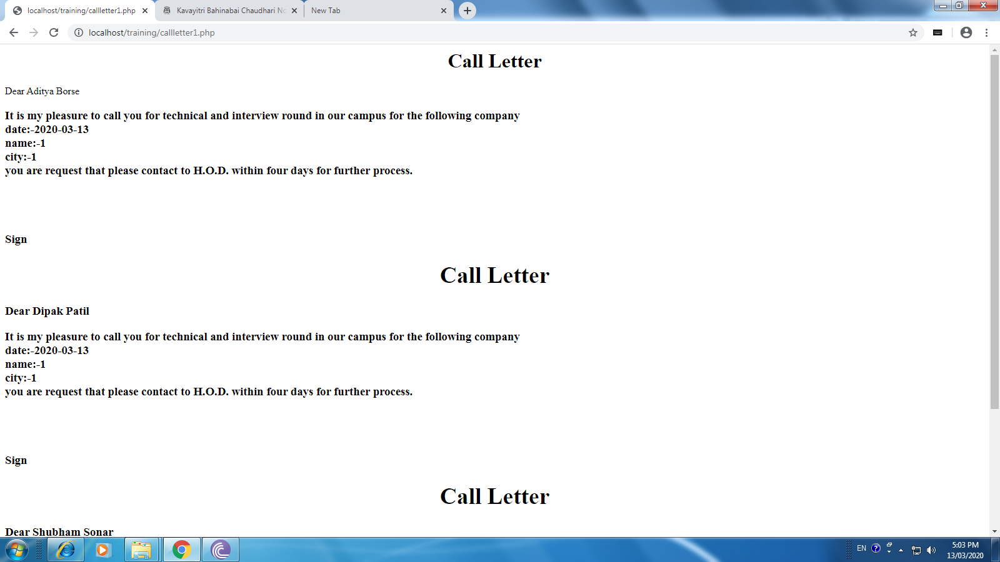 localhost/training/callletter1.php
Kavayitri Bahinabai Chaudhari No
New Tab
localhost/training/callletter1.php
Call Letter
Dear Aditya Borse
It is my pleasure to call you for technical and interview round in our campus for the following company
date:-2020-03-13
name:-1
city:-1
you are request that please contact to H.O.D. within four days for further process.
Sign
Call Letter
Dear Dipak Patil
It is my pleasure to call you for technical and interview round in our campus for the following company
date:-2020-03-13
name:-1
city:-1
you are request that please contact to H.O.D. within four days for further process.
Sign
Call Letter
Dear Shubham Sonar
EN
5:03 PM
13/03/2020